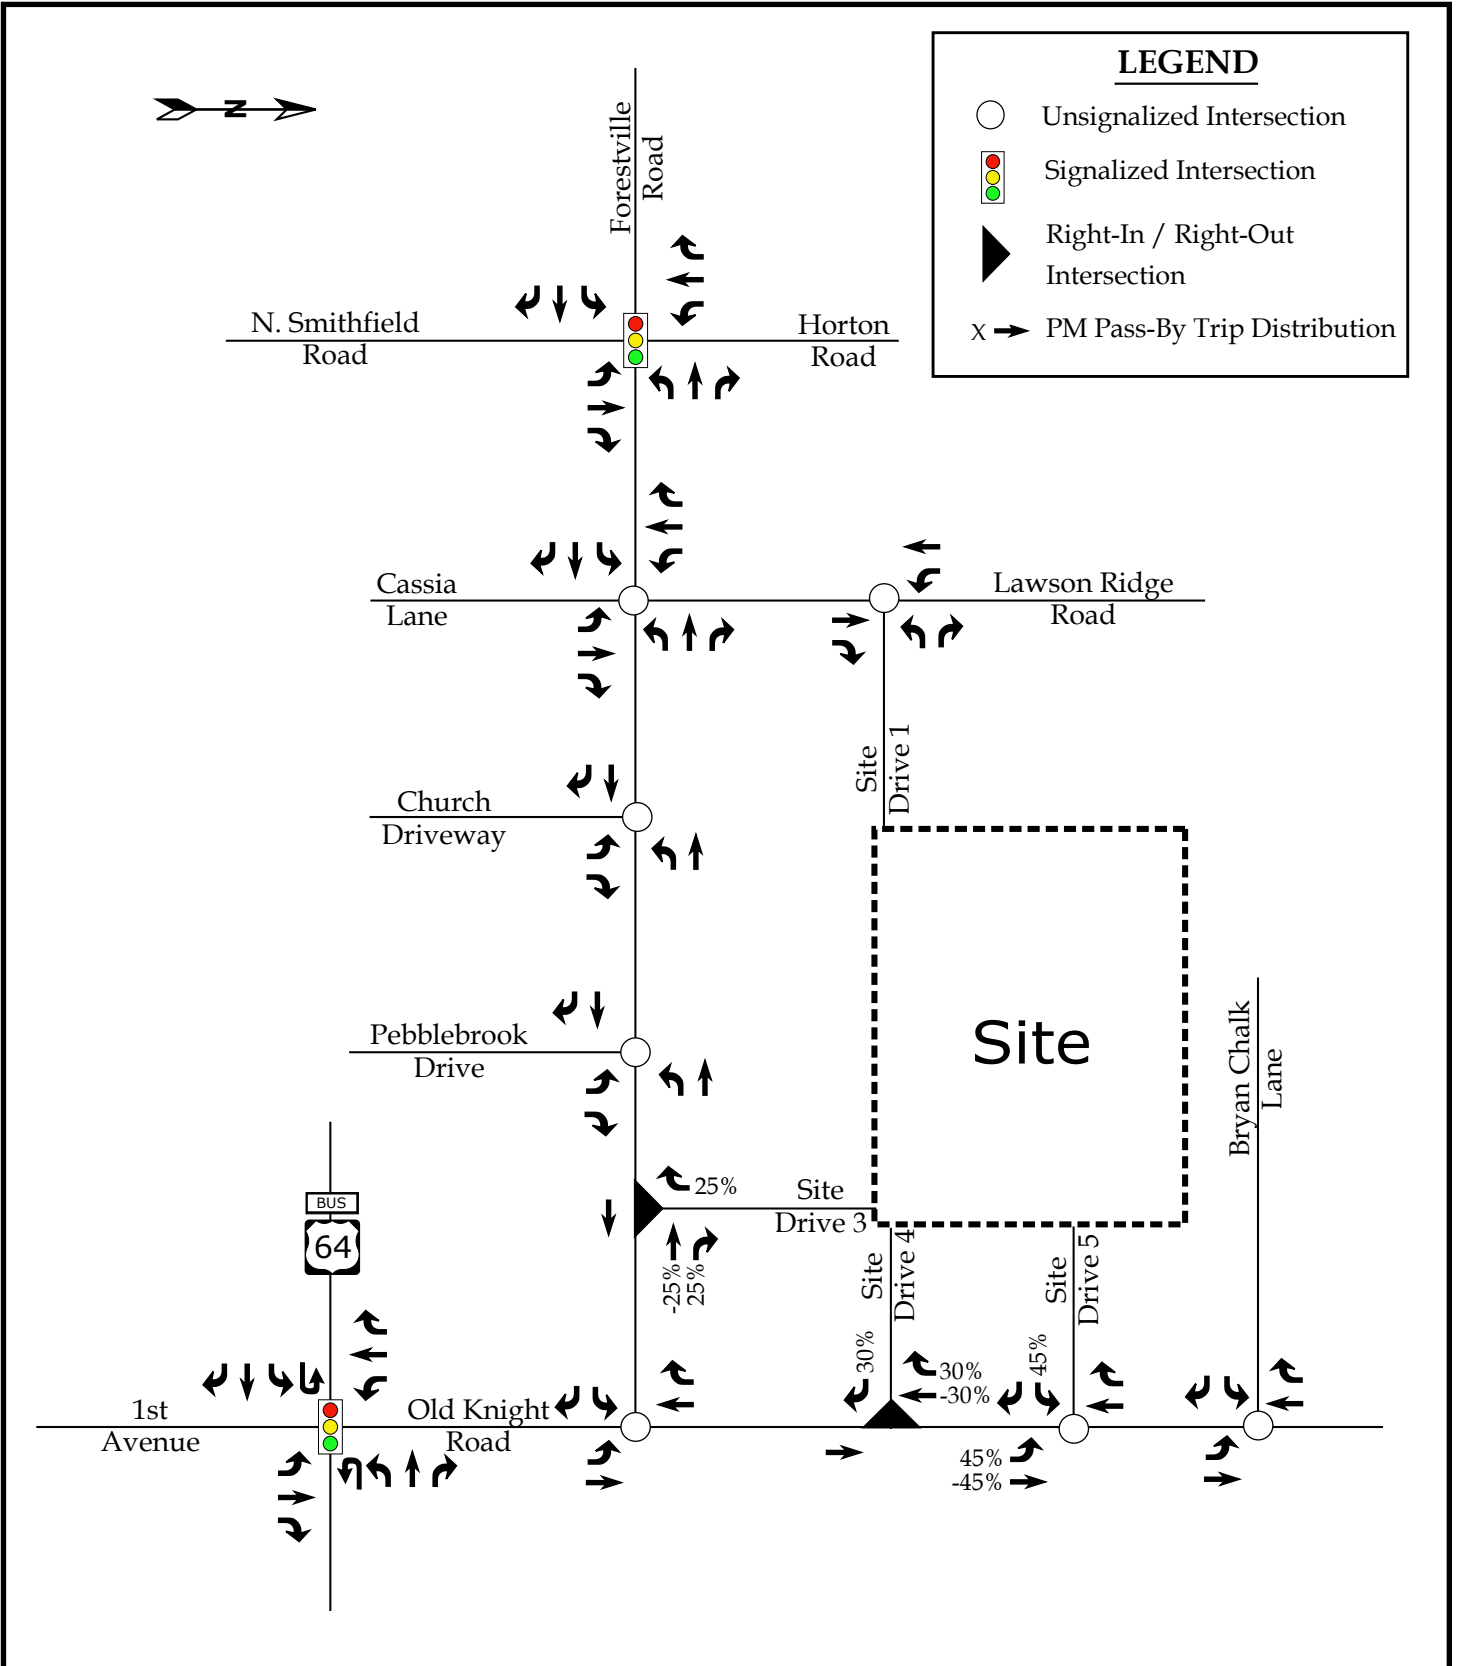 LEGEND
Unsignalized Intersection
Signalized Intersection
Right-In / Right-Out
Intersection
X PM Pass-By Trip Distribution
N
Forestville
Road
N. Smithfield
Road
Horton
Road
Cassia
Lane
Lawson Ridge
Road
Site
Drive 1
Church
Driveway
Pebblebrook
Drive
Site
Bryan Chalk
Lane
25%
Site
Drive 3
-25%
25%
BUS
64
Site
Drive 4
Site
Drive 5
30%
30%
-30%
45%
1st
Avenue
Old Knight
Road
45%
-45%